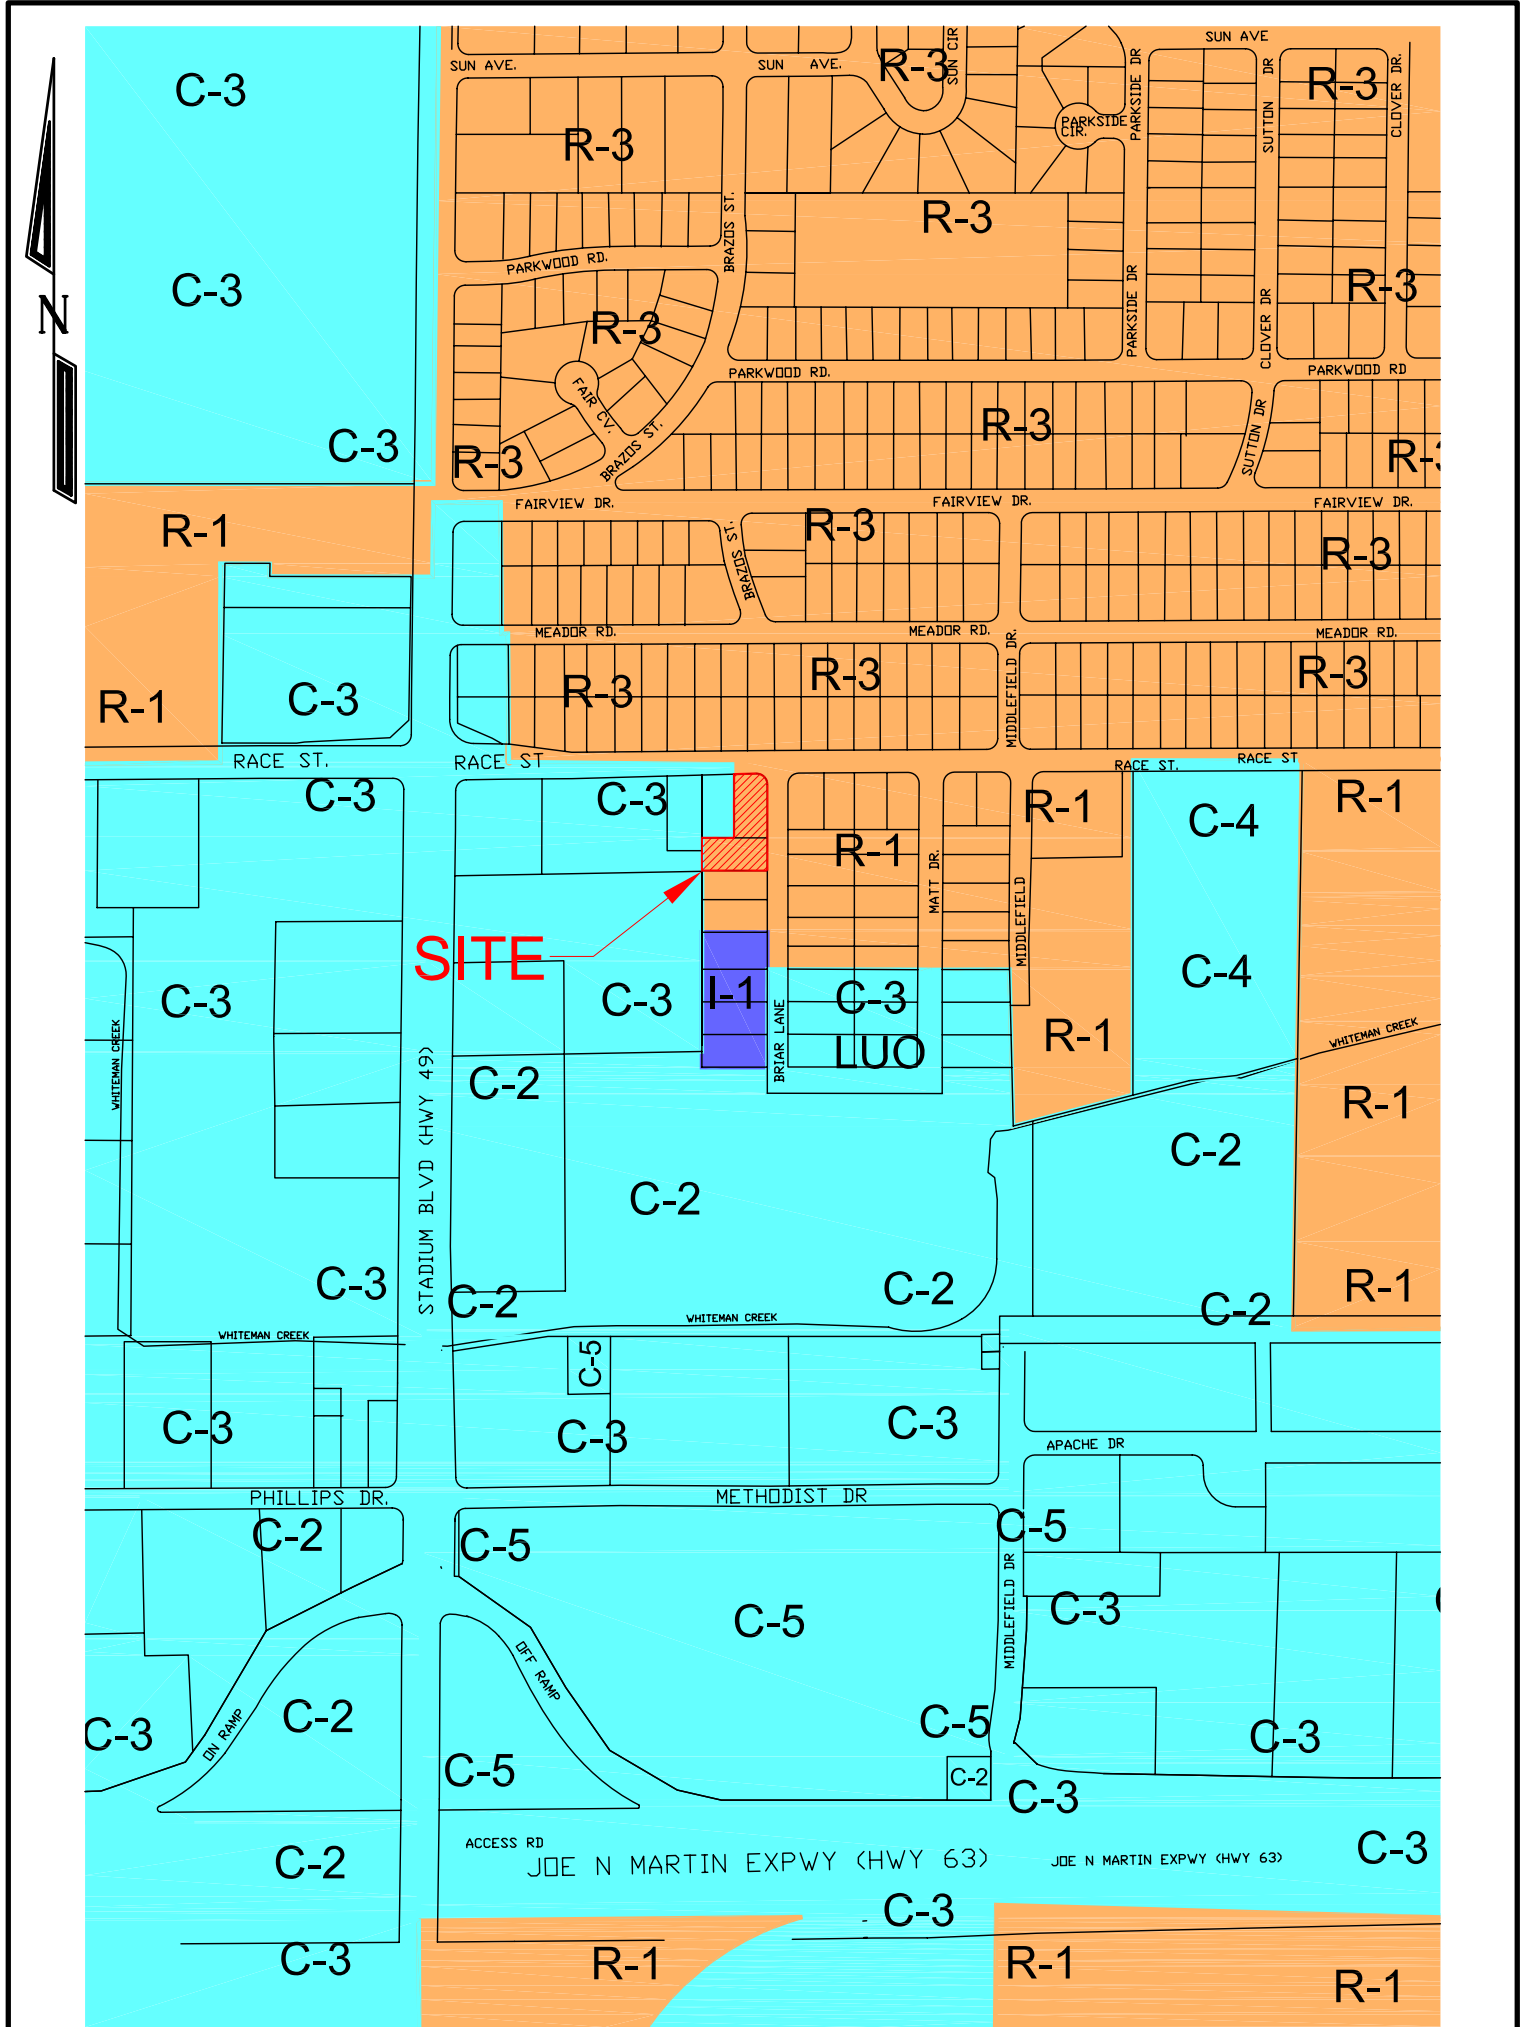 SUN AVE
C-3
SUN AVE.
SUN AVE.
R-3
SUN CIR
PARKSIDE DR
SUTTON DR
R-3
CLOVER DR.
PARKSIDE
CIR.
R-3
R-3
BRAZOS ST.
PARKWOOD RD.
PARKSIDE DR
CLOVER DR
R-3
C-3
N
R-3
PARKWOOD RD.
PARKWOOD RD
FAIR CV.
R-3
SUTTON DR
C-3
R-3
BRAZOS ST.
FAIRVIEW DR.
FAIRVIEW DR.
FAIRVIEW DR.
R-1
BRAZOS ST.
R-3
R-3
MEADOR RD.
MEADOR RD.
MEADOR RD.
MIDDLEFIELD DR.
R-1
C-3
R-3
R-3
R-3
RACE ST.
RACE ST
RACE ST.
RACE ST
C-3
C-3
R-1
C-4
R-1
R-1
MATT DR.
MIDDLEFIELD
SITE
C-3
C-3
I-1
C-3
LUO
BRIAR LANE
C-4
R-1
WHITEMAN CREEK
WHITEMAN CREEK
STADIUM BLVD (HWY 49)
C-2
R-1
C-2
C-2
C-3
C-2
C-2
C-2
R-1
WHITEMAN CREEK
WHITEMAN CREEK
C-5
C-3
C-3
C-3
APACHE DR
PHILLIPS DR.
METHODIST DR
C-2
C-5
C-5
MIDDLEFIELD DR
C-5
C-3
OFF RAMP
ON RAMP
C-3
C-2
C-5
C-5
C-2
C-3
C-3
ACCESS RD
JOE N MARTIN EXPWY (HWY 63)
JOE N MARTIN EXPWY (HWY 63)
C-3
C-2
C-3
C-3
R-1
R-1
R-1